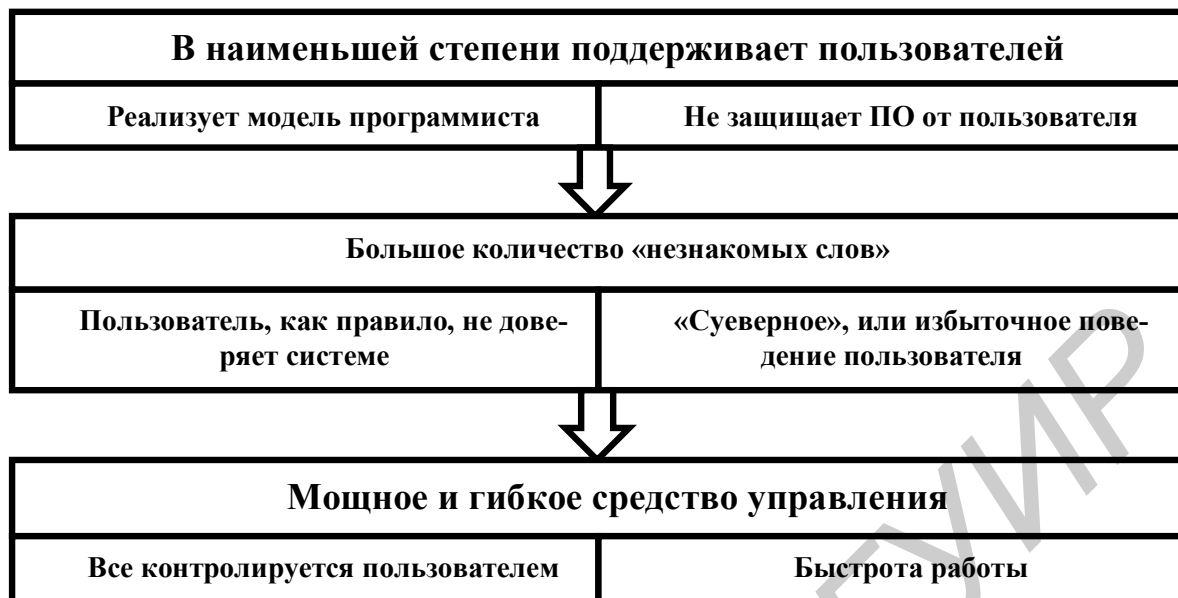 В наименьшей степени поддерживает пользователей
Реализует модель программиста
Не защищает ПО от пользователя
Большое количество «незнакомых слов»
Пользователь, как правило, не дове-
ряет системе
«Суеверное», или избыточное пове-
дение пользователя
Мощное и гибкое средство управления
Все контролируется пользователем
Быстрота работы